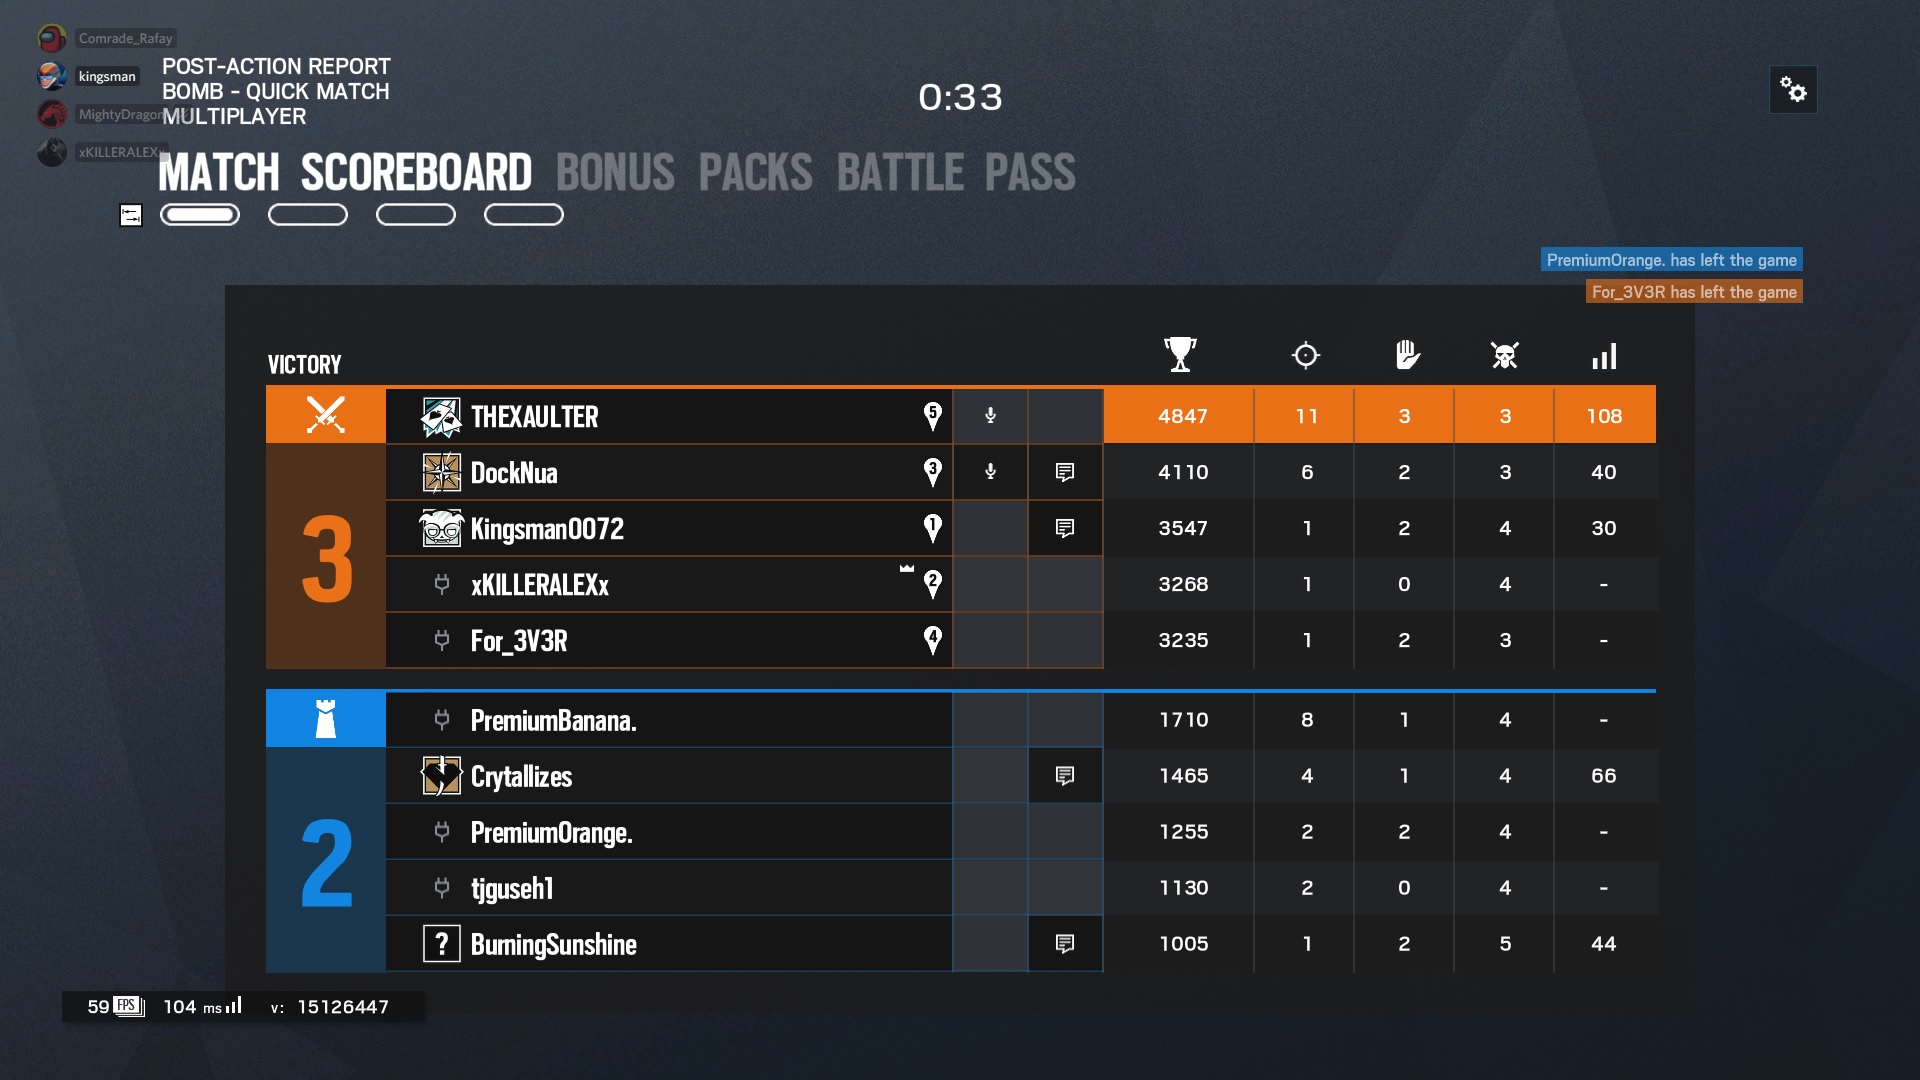 Comrade_Rafay
kingsman
MightyDragon
xKILLERALEXx
POST-ACTION REPORT
BOMB - QUICK MATCH
MULTIPLAYER
0:33
MATCH SCOREBOARD BONUS PACKS BATTLE PASS
PremiumOrange. has left the game
For_3V3R has left the game
VICTORY
THEXAULTER 5 4847 11 3 3 108
DockNua 3 4110 6 2 3 40
Kingsman0072 1 3547 1 2 4 30
xKILLERALEXx 2 3268 1 0 4 -
For_3V3R 4 3235 1 2 3 -
3
PremiumBanana. 1710 8 1 4 -
Crytallizes 1465 4 1 4 66
PremiumOrange. 1255 2 2 4 -
tjguseh1 1130 2 0 4 -
? BurningSunshine 1005 1 2 5 44
2
59 FPS 104 ms v: 15126447